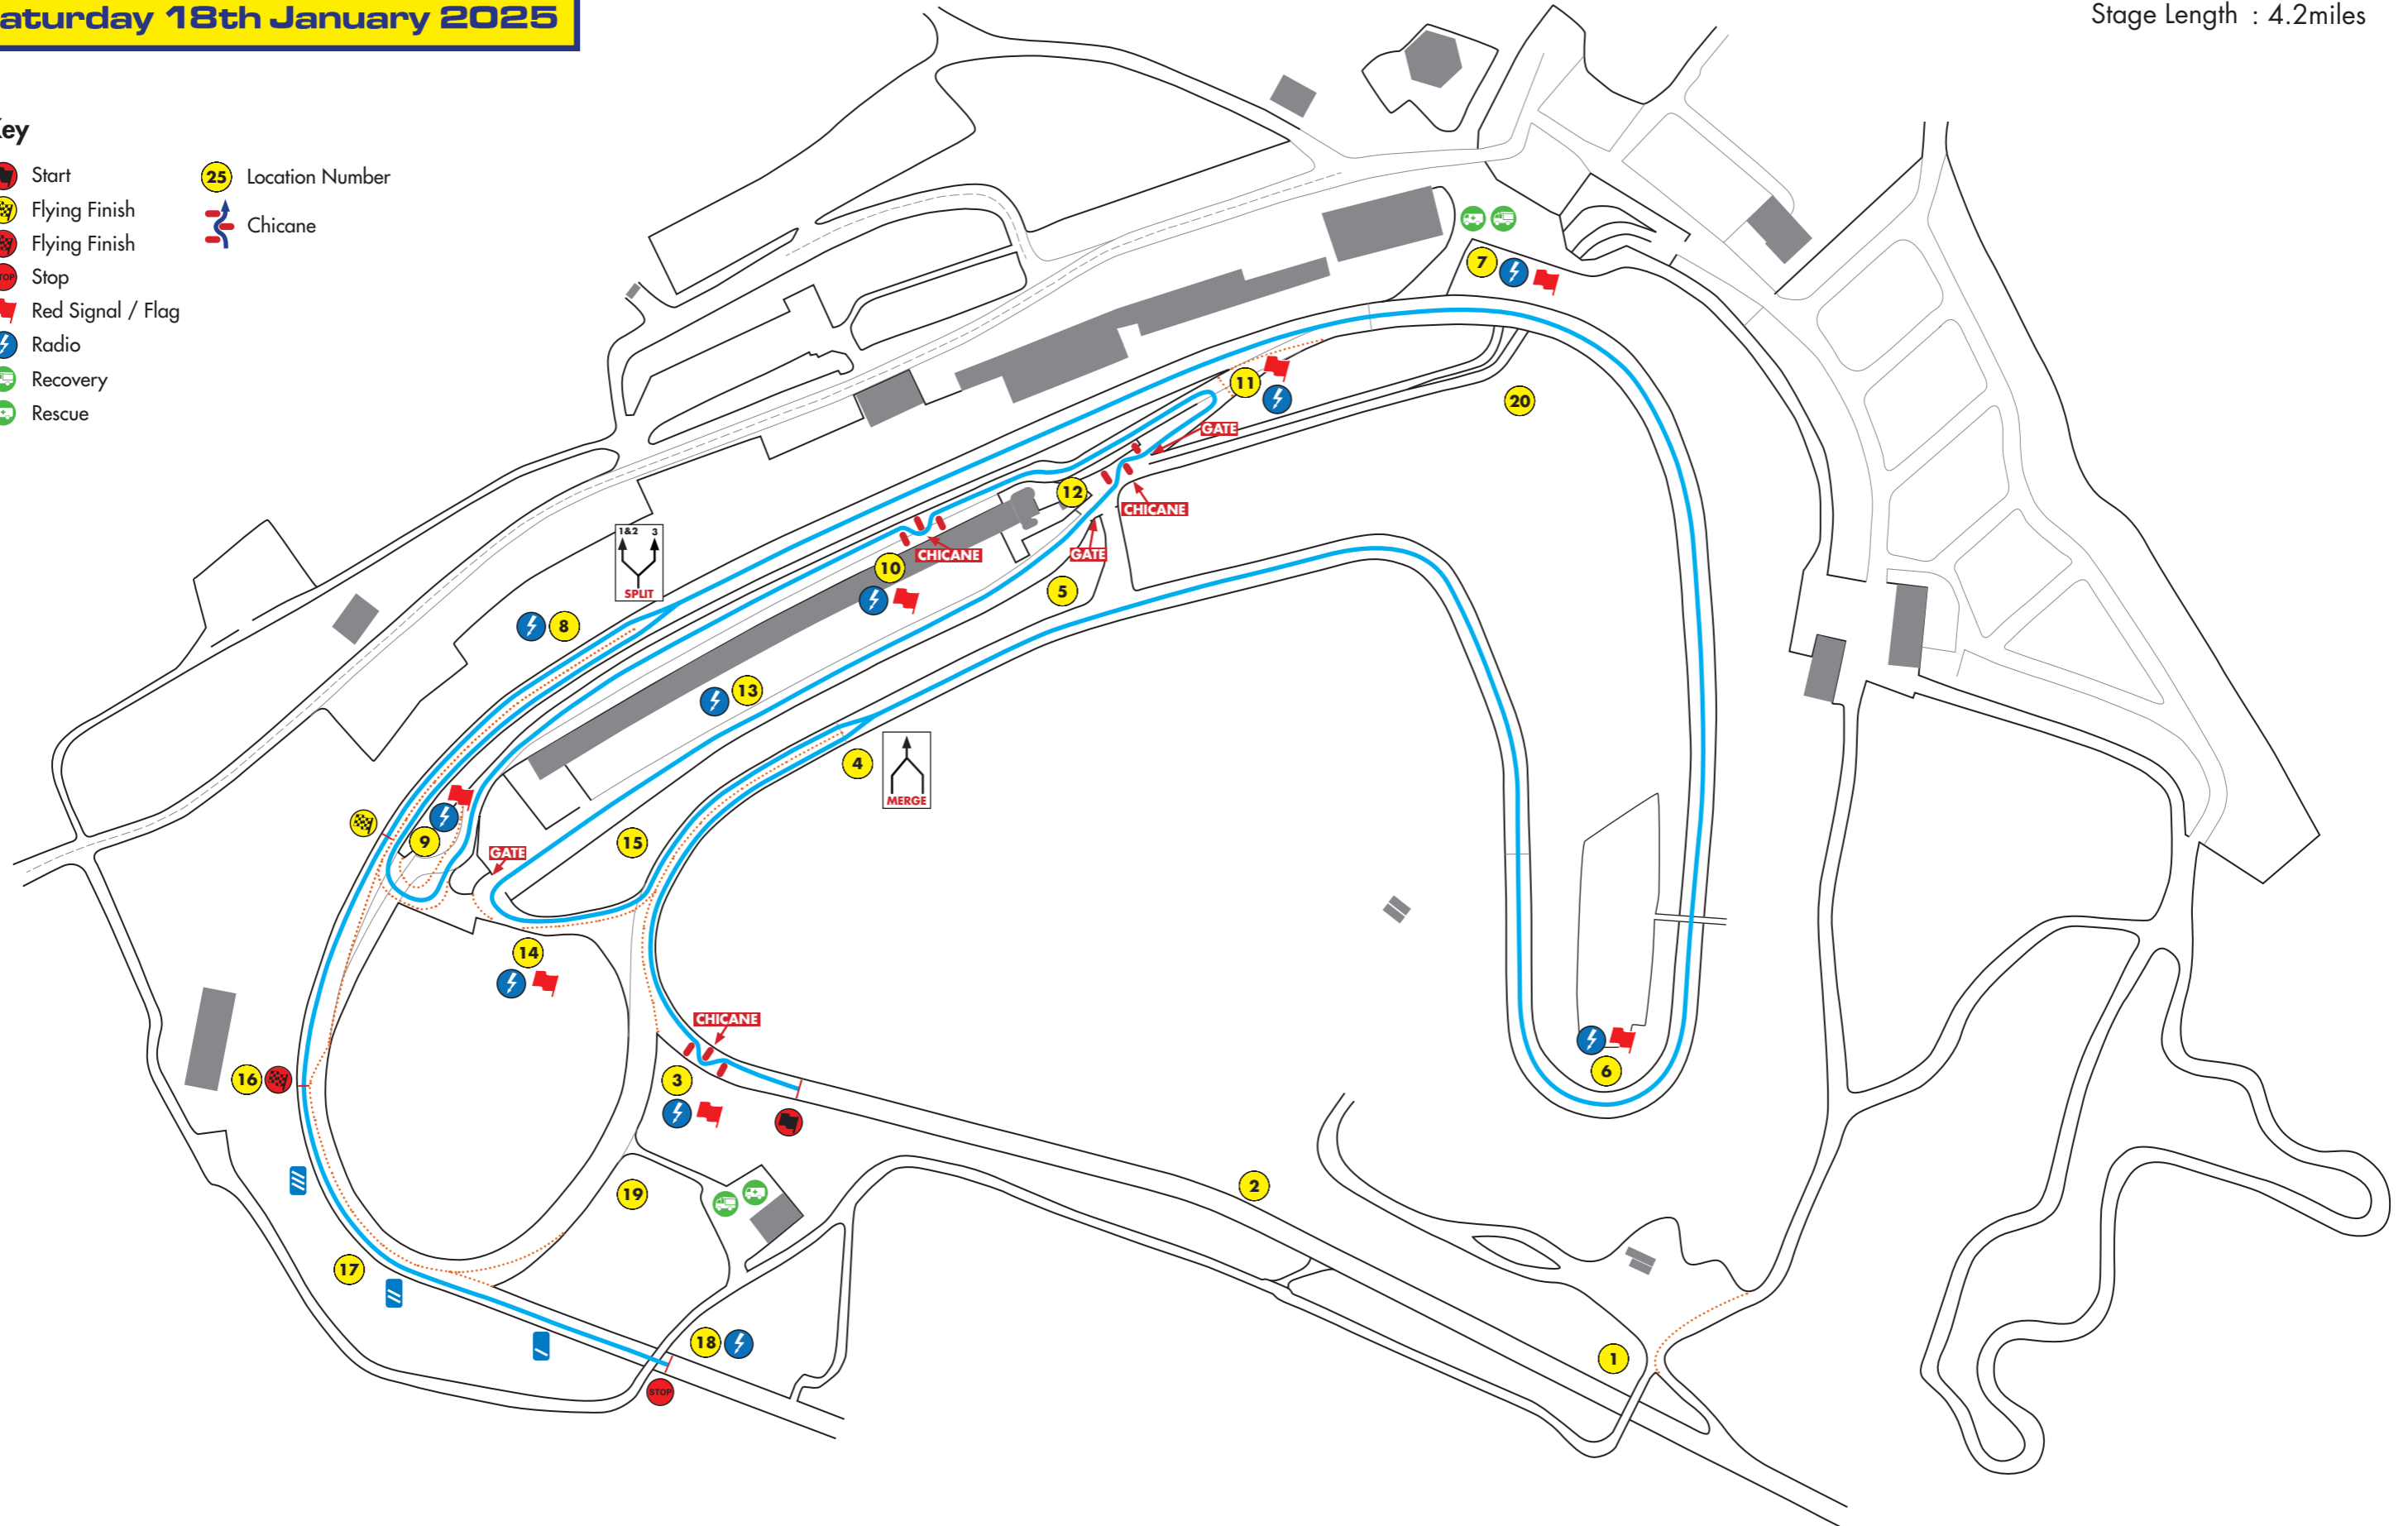 aturday 18th January 2025
Stage Length : 4.2miles
Key
Start
Flying Finish
Flying Finish
Stop
Red Signal / Flag
Radio
Recovery
Rescue
25 Location Number
Chicane
7
11
20
GATE
12
CHICANE
1&2 3
SPLIT
CHICANE
GATE
10
5
8
13
4
MERGE
9
15
GATE
14
CHICANE
16
3
6
2
19
17
18
1
STOP